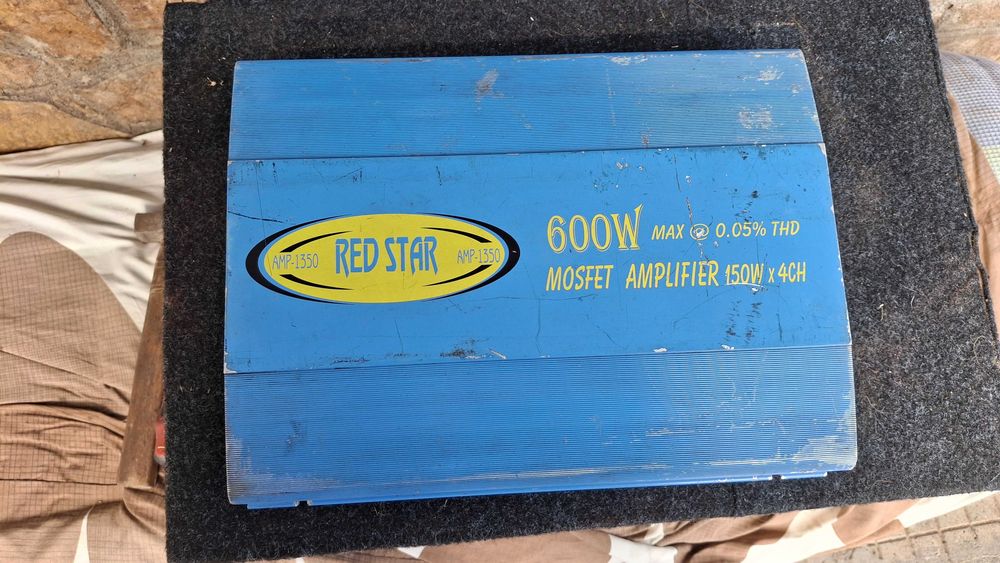 AMP-1350 RED STAR AMP-1350
600W MAX @ 0.05% THD
MOSFET AMPLIFIER 150W x 4CH